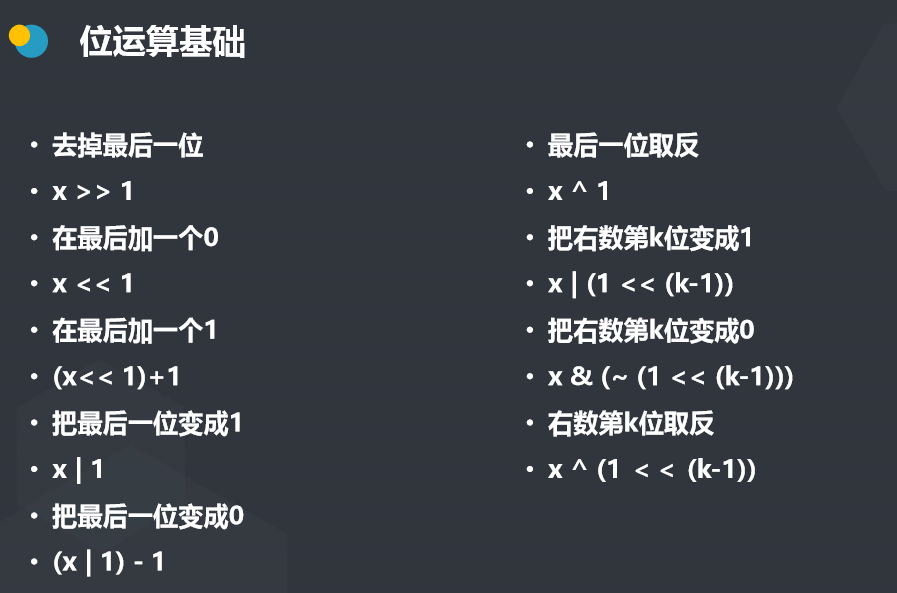 位运算基础
• 去掉最后一位
• x >> 1
• 在最后加一个0
• x << 1
• 在最后加一个1
• (x<< 1)+1
• 把最后一位变成1
• x | 1
• 把最后一位变成0
• (x | 1) - 1
• 最后一位取反
• x ^ 1
• 把右数第k位变成1
• x | (1 << (k-1))
• 把右数第k位变成0
• x & (~ (1 << (k-1)))
• 右数第k位取反
• x ^ (1 < < (k-1))